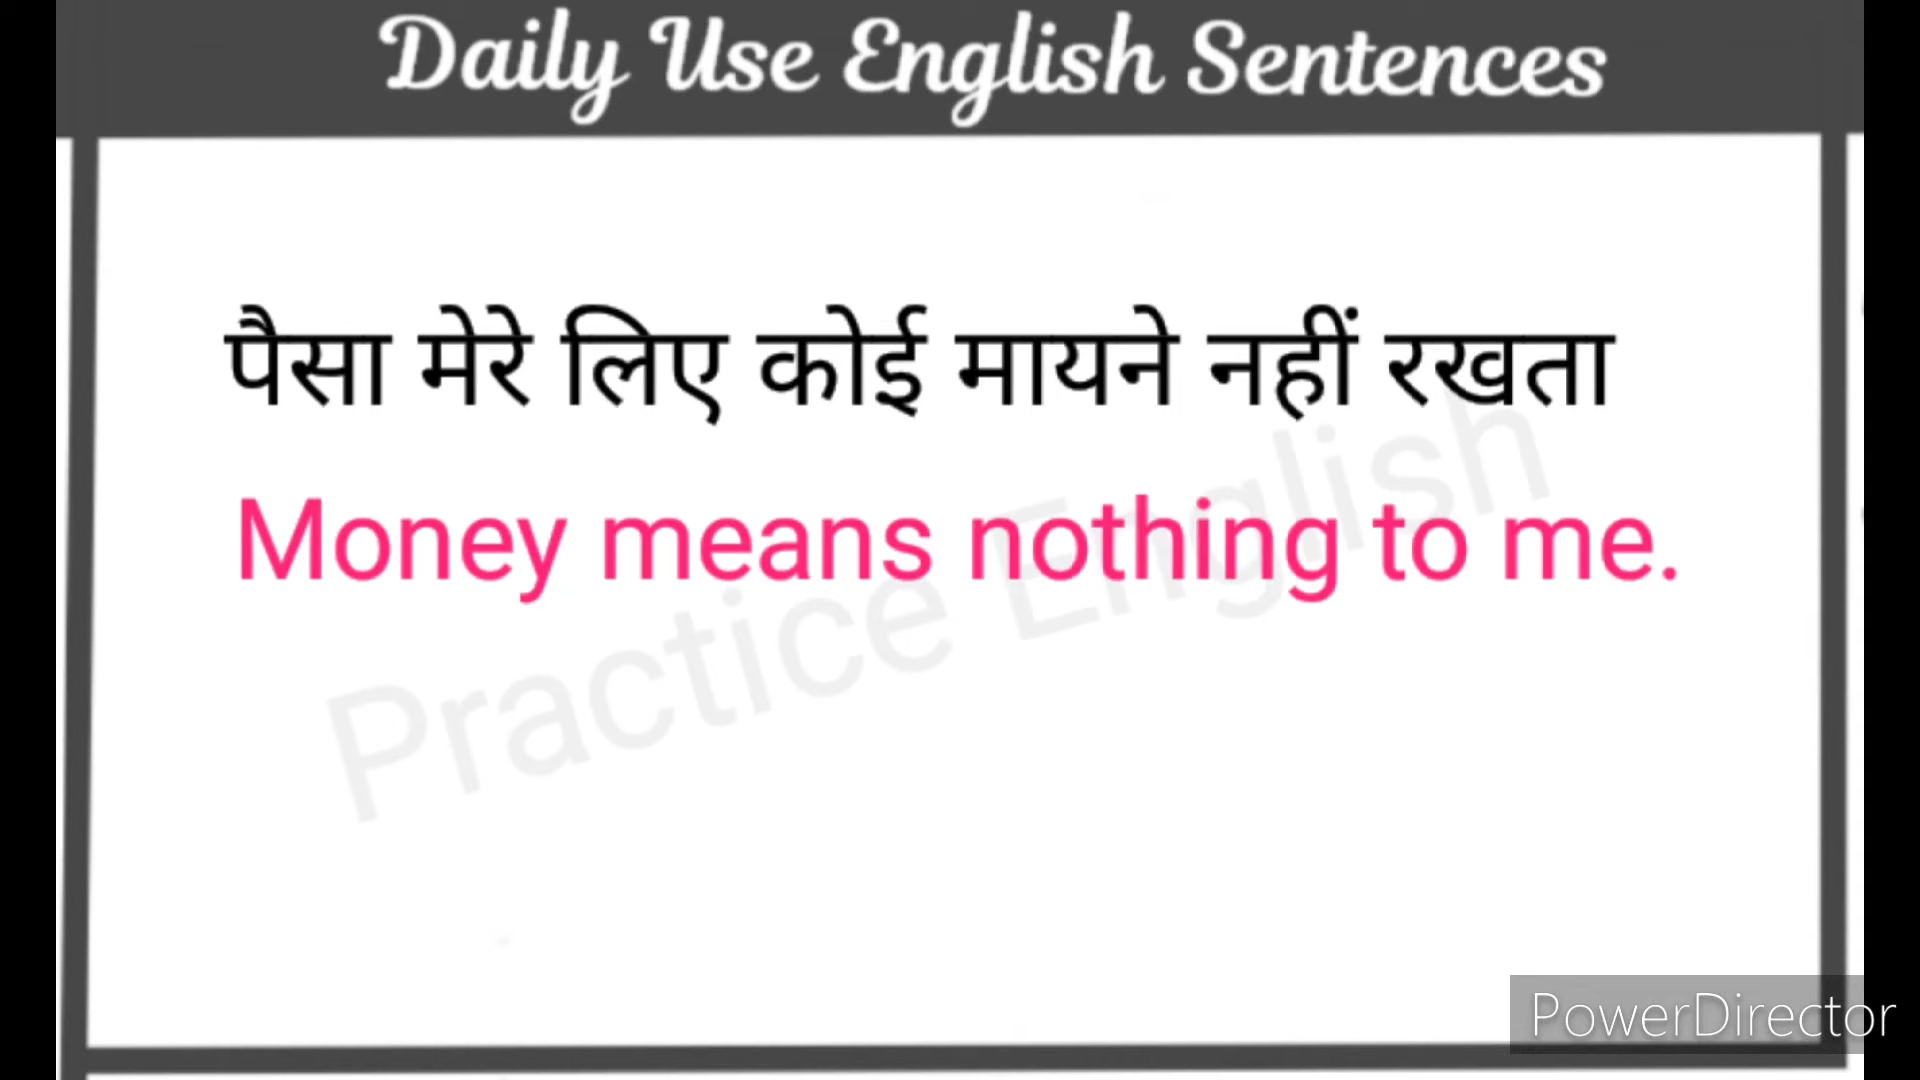 Daily Use English Sentences
पैसा मेरे लिए कोई मायने नहीं रखता
Money means nothing to me.
Practice English
PowerDirector